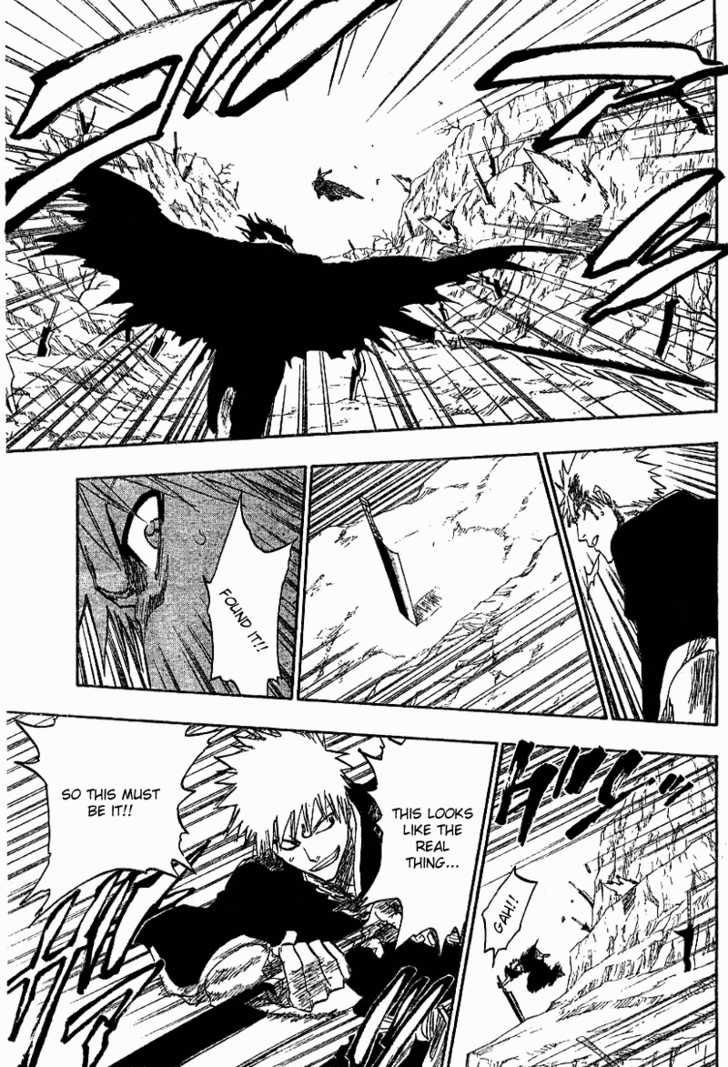 FOUND IT!!
GAH!!
THIS LOOKS
LIKE THE
REAL
THING...
SO THIS MUST
BE IT!!